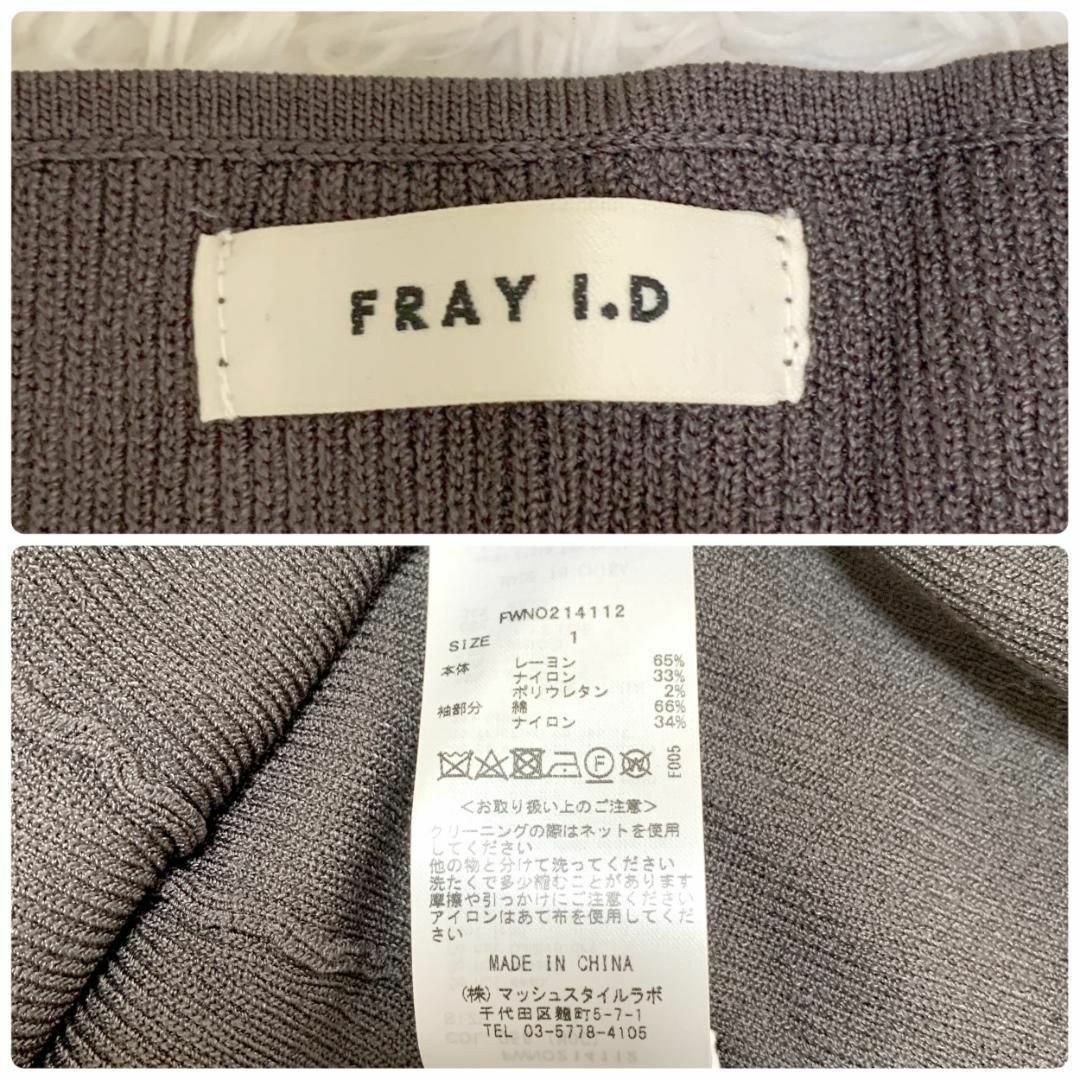 FRAY I.D
FWNO214112
SIZE 1
本体 レーヨン 65%
ナイロン 33%
ポリウレタン 2%
袖部分 綿 66%
ナイロン 34%
F
W
F005
＜お取り扱い上のご注意＞
クリーニングの際はネットを使用
してください
他の物と分けて洗ってください
洗たくで多少縮むことがあります
摩擦や引っかけにご注意ください
アイロンはあて布を使用してくだ
さい
MADE IN CHINA
(株) マッシュスタイルラボ
千代田区麹町5-7-1
TEL 03-5778-4105